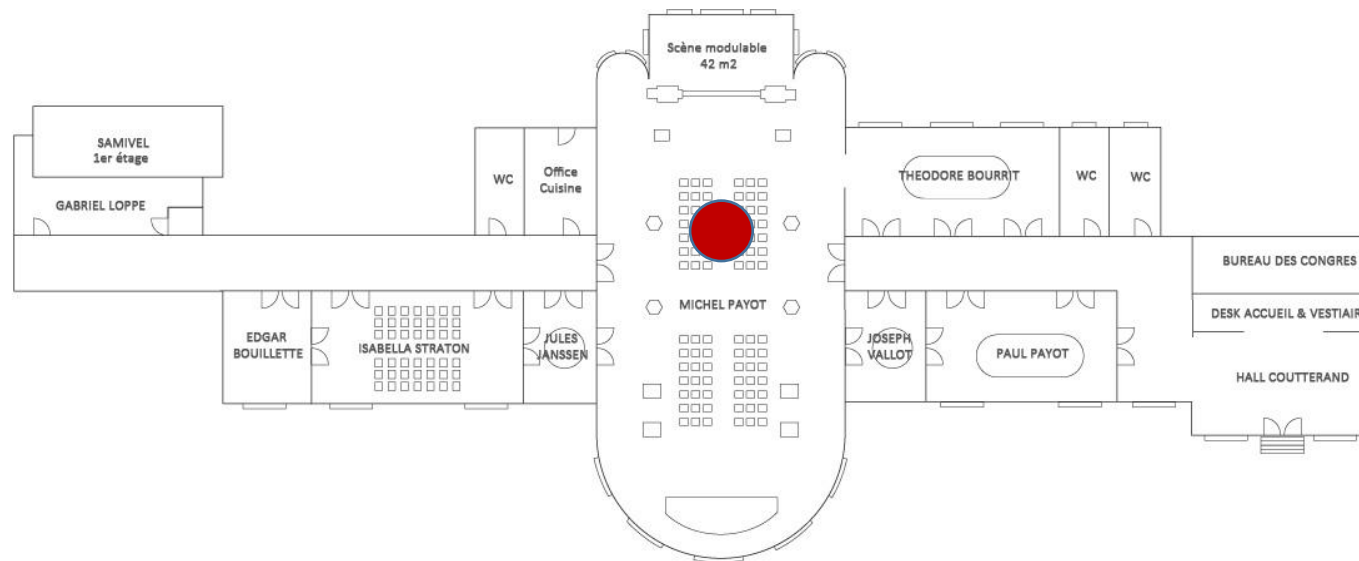 Scène modulable
42 m2
SAMIVEL
1er étage
GABRIEL LOPPE
WC
Office
Cuisine
THEODORE BOURRIT
WC
WC
BUREAU DES CONGRES
DESK ACCUEIL & VESTIAIR
HALL COUTTERAND
MICHEL PAYOT
EDGAR
BOUILLETTE
ISABELLA STRATON
JULES
JANSSEN
JOSEPH
VALLOT
PAUL PAYOT